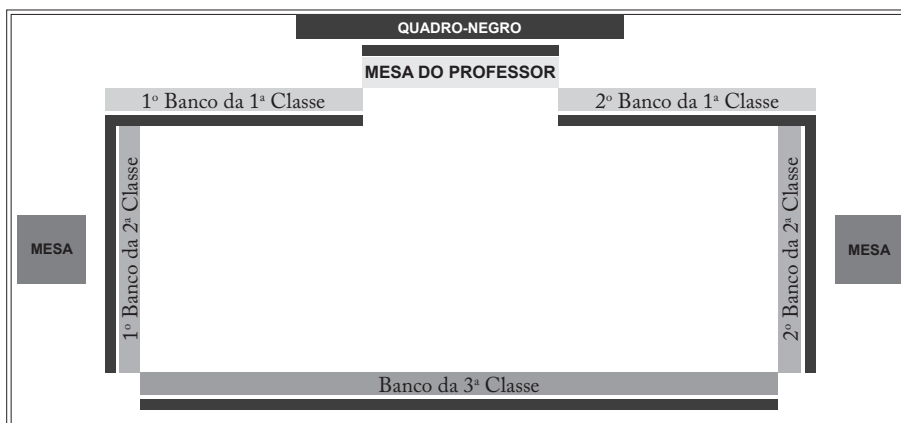 QUADRO-NEGRO
MESA DO PROFESSOR
1º Banco da 1ª Classe
2º Banco da 1ª Classe
1º Banco da 2ª Classe
2º Banco da 2ª Classe
MESA
MESA
Banco da 3ª Classe